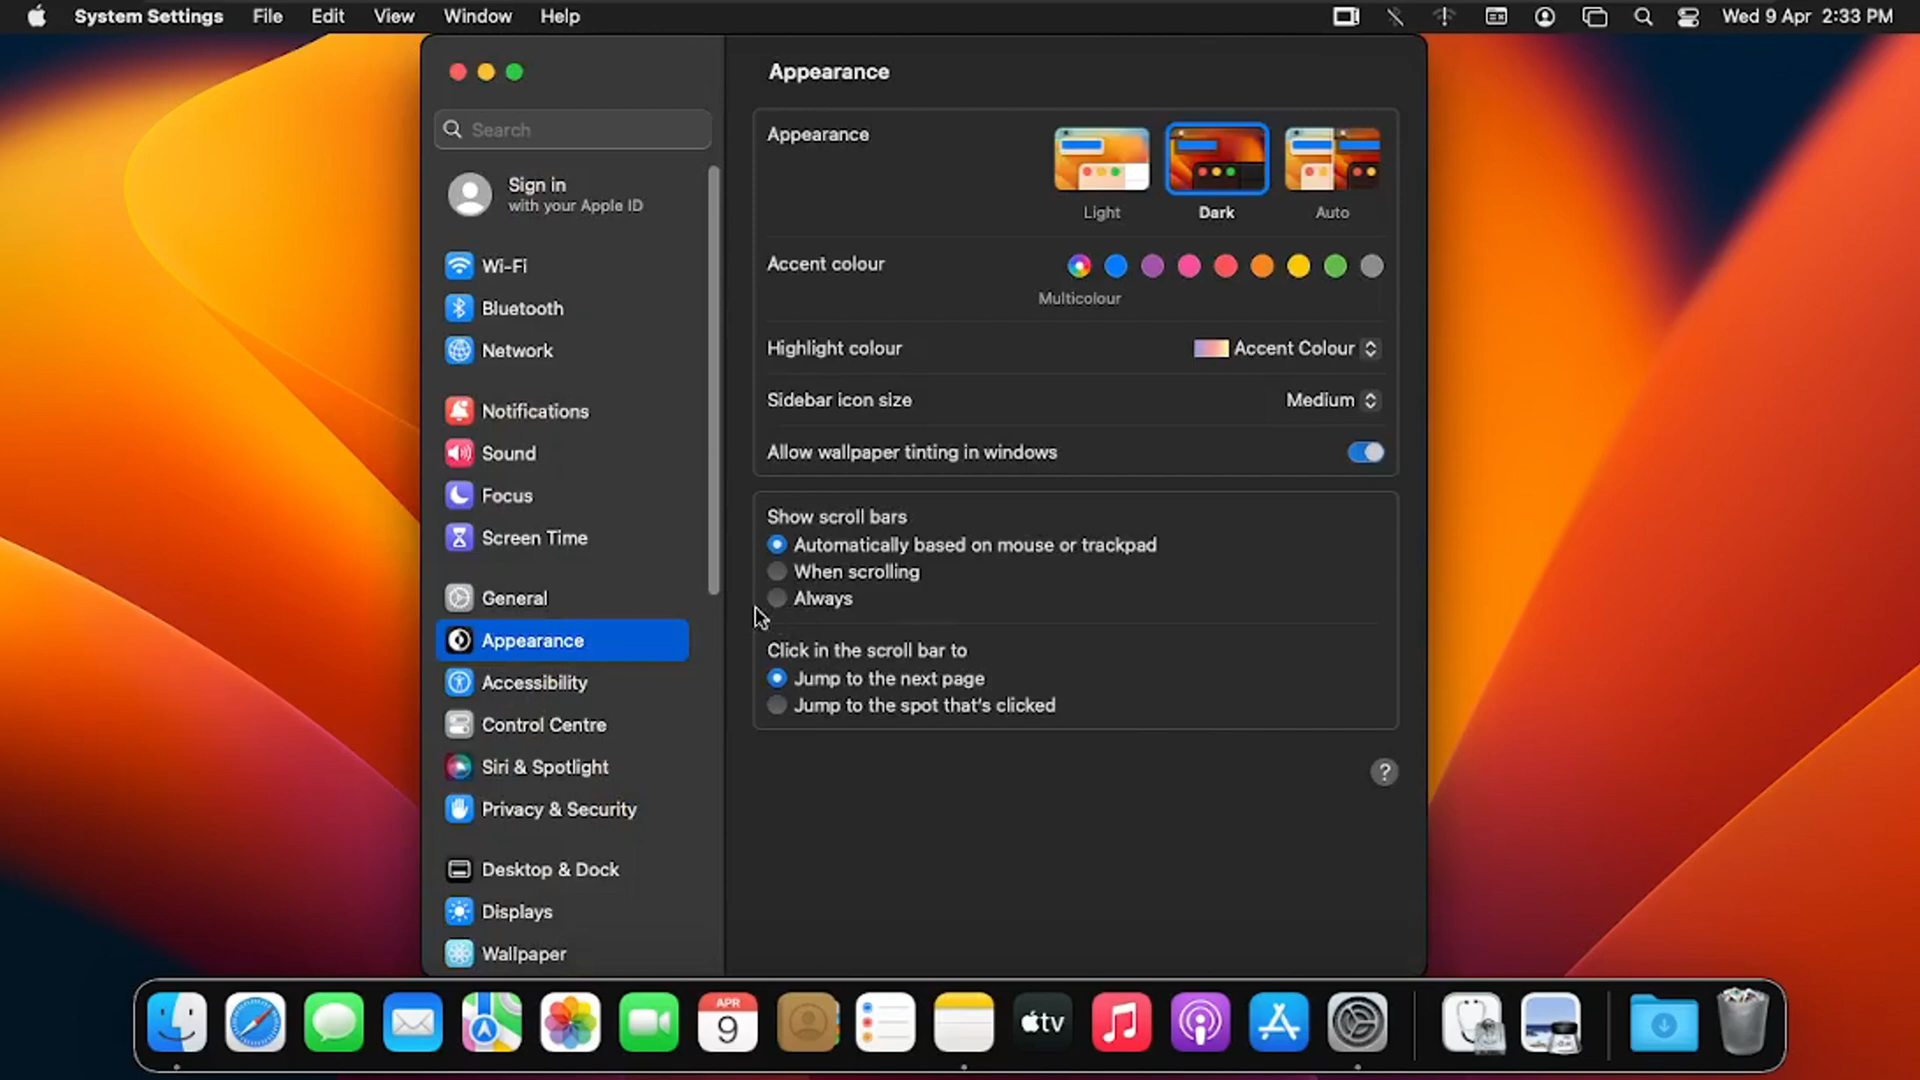 System Settings File Edit View Window Help Wed 9 Apr 2:33 PM
Search
Sign in
with your Apple ID
Wi-Fi
Bluetooth
Network
Notifications
Sound
Focus
Screen Time
General
Appearance
Accessibility
Control Centre
Siri & Spotlight
Privacy & Security
Desktop & Dock
Displays
Wallpaper
Appearance
Appearance
Light Dark Auto
Accent colour
Multicolour
Highlight colour Accent Colour
Sidebar icon size Medium
Allow wallpaper tinting in windows
Show scroll bars
Automatically based on mouse or trackpad
When scrolling
Always
Click in the scroll bar to
Jump to the next page
Jump to the spot that's clicked
?
APR
9
tv